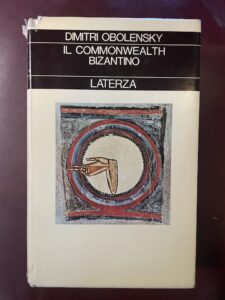 DIMITRI OBOLENSKY
IL COMMONWEALTH
BIZANTINO
LATERZA